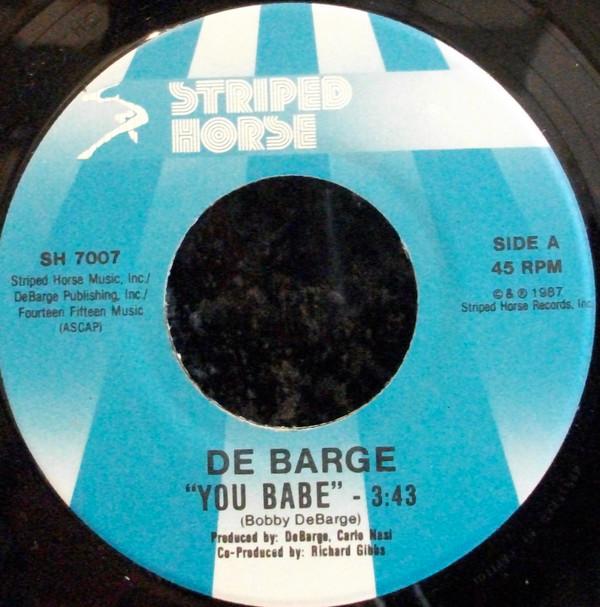 STRIPED
HORSE
SH 7007
Striped Horse Music, Inc./
DeBarge Publishing, Inc./
Fourteen Fifteen Music
(ASCAP)
SIDE A
45 RPM
©&℗ 1987
Striped Horse Records, Inc.
DE BARGE
"YOU BABE" - 3:43
(Bobby DeBarge)
Produced by: DeBarge, Carlo Nasi
Co-Produced by: Richard Gibbs